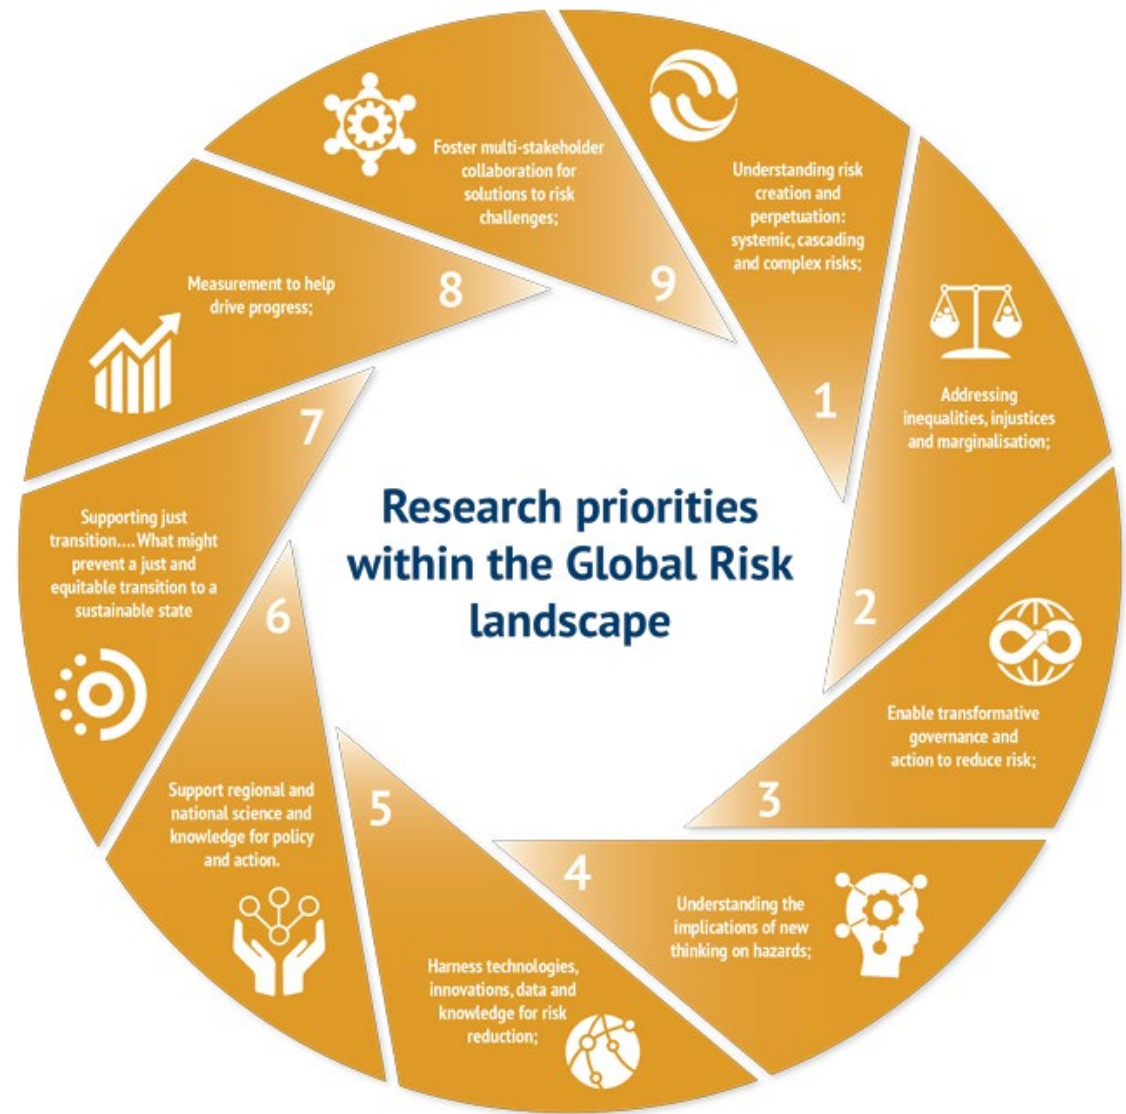 Research priorities
within the Global Risk
landscape
1
Understanding risk
creation and
perpetuation:
systemic, cascading
and complex risks;
2
Addressing
inequalities, injustices
and marginalisation;
3
Enable transformative
governance and
action to reduce risk;
4
Understanding the
implications of new
thinking on hazards;
5
Harness technologies,
innovations, data and
knowledge for risk
reduction;
6
Support regional and
national science and
knowledge for policy
and action.
7
Supporting just
transition.... What might
prevent a just and
equitable transition to a
sustainable state
8
Measurement to help
drive progress;
9
Foster multi-stakeholder
collaboration for
solutions to risk
challenges;